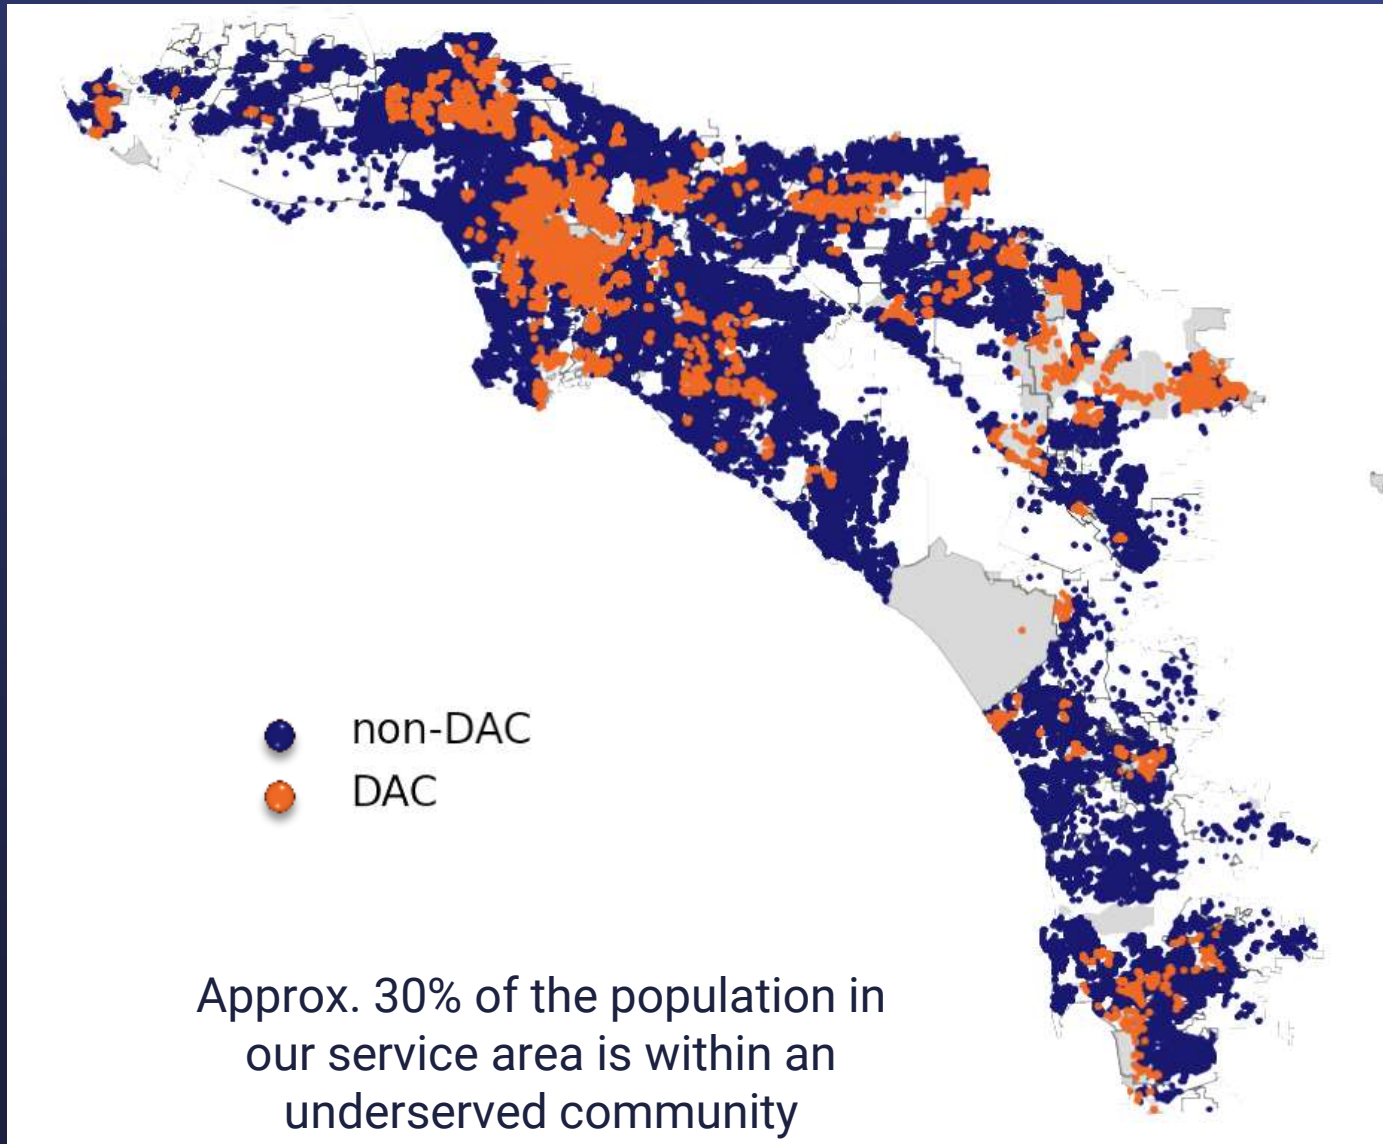 non-DAC
DAC
Approx. 30% of the population in
our service area is within an
underserved community